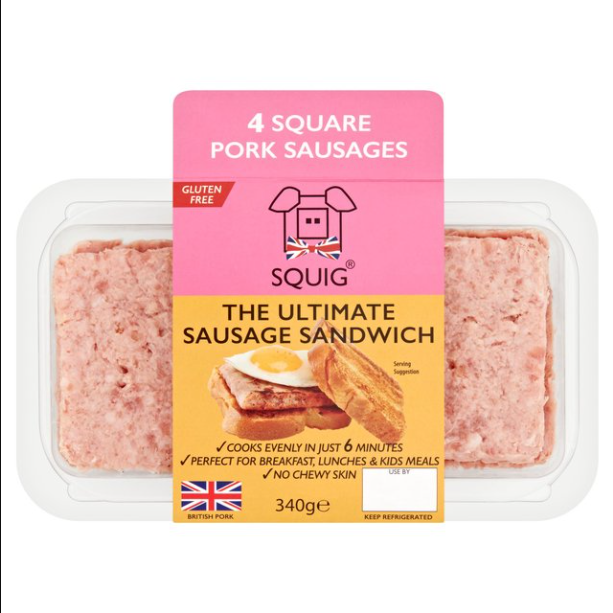 4 SQUARE
PORK SAUSAGES
GLUTEN
FREE
SQUIG®
THE ULTIMATE
SAUSAGE SANDWICH
Serving
Suggestion
✓COOKS EVENLY IN JUST 6 MINUTES
✓PERFECT FOR BREAKFAST, LUNCHES & KIDS MEALS
✓NO CHEWY SKIN
USE BY
BRITISH PORK
340g℮
KEEP REFRIGERATED